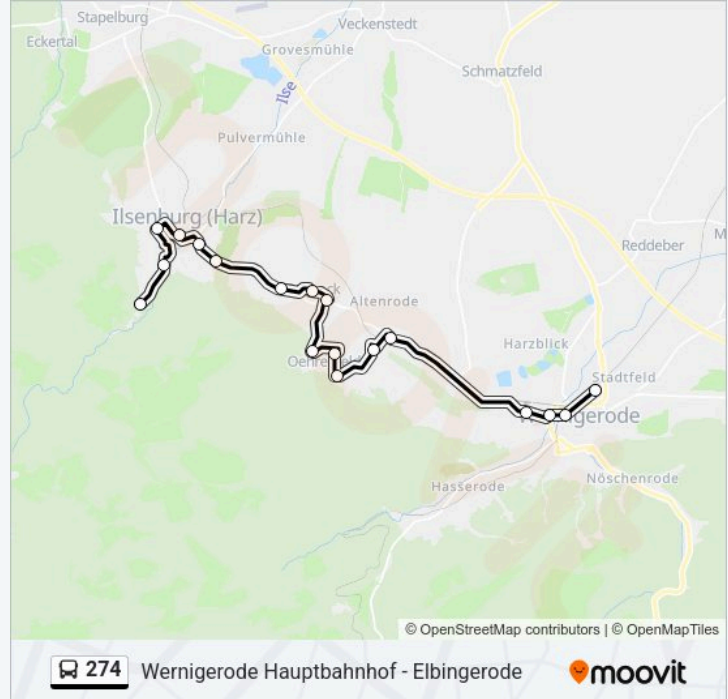 Stapelburg
Veckenstedt
Eckertal
Grovesmühle
Schmatzfeld
Ilse
Pulvermühle
Ilsenburg (Harz)
Reddeber
Altenrode
Harzblick
Stadtfeld
Hasserode
Nöschenrode
© OpenStreetMap contributors | © OpenMapTiles
274 Wernigerode Hauptbahnhof - Elbingerode
moovit